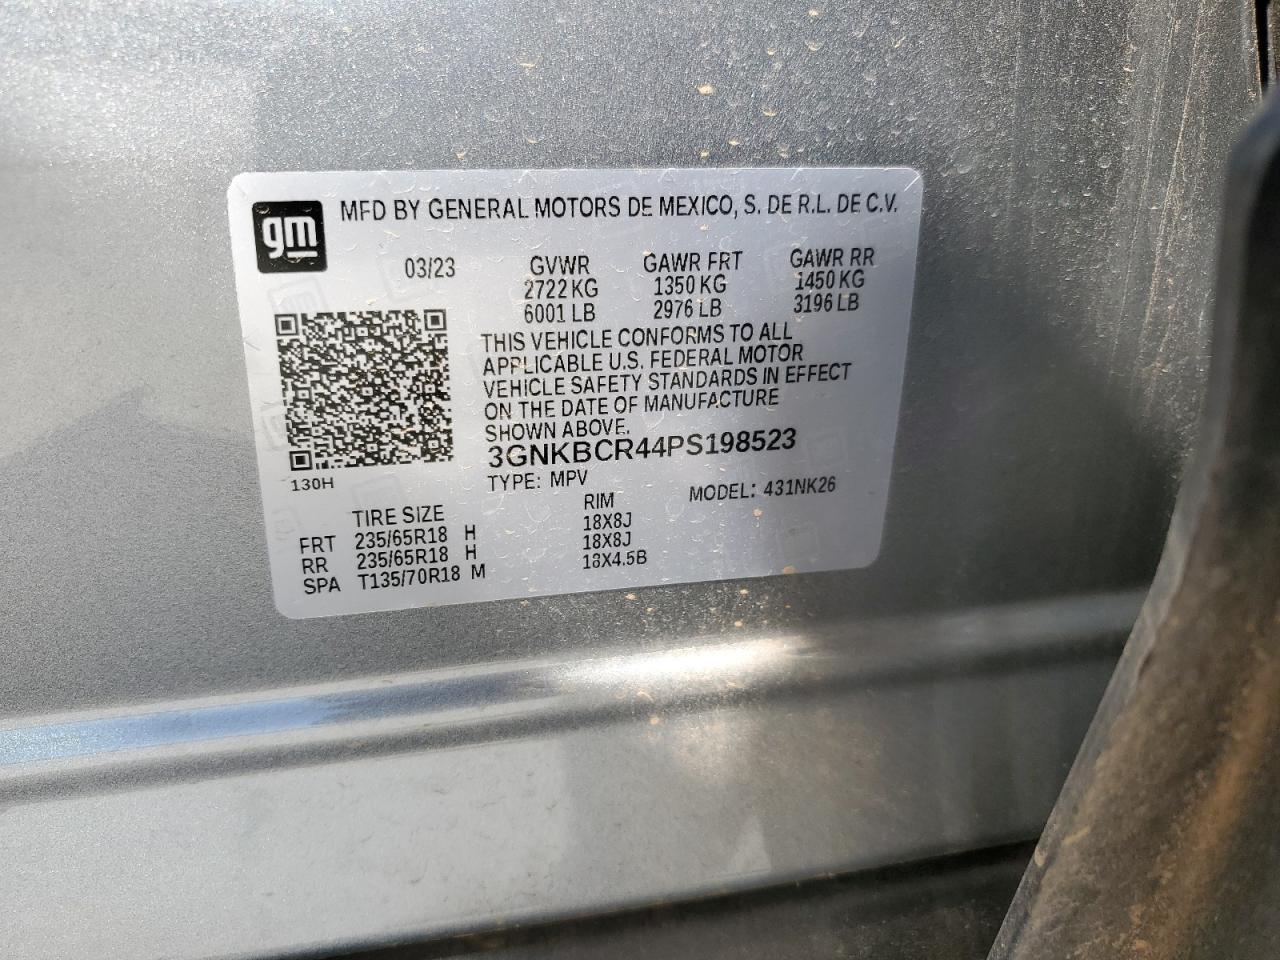 gm
MFD BY GENERAL MOTORS DE MEXICO, S. DE R.L. DE C.V.
03/23 GVWR GAWR FRT GAWR RR
2722 KG 1350 KG 1450 KG
6001 LB 2976 LB 3196 LB
THIS VEHICLE CONFORMS TO ALL
APPLICABLE U.S. FEDERAL MOTOR
VEHICLE SAFETY STANDARDS IN EFFECT
ON THE DATE OF MANUFACTURE
SHOWN ABOVE.
3GNKBCR44PS198523
130H
TYPE: MPV MODEL: 431NK26
TIRE SIZE RIM
FRT 235/65R18 H 18X8J
RR 235/65R18 H 18X8J
SPA T135/70R18 M 18X4.5B